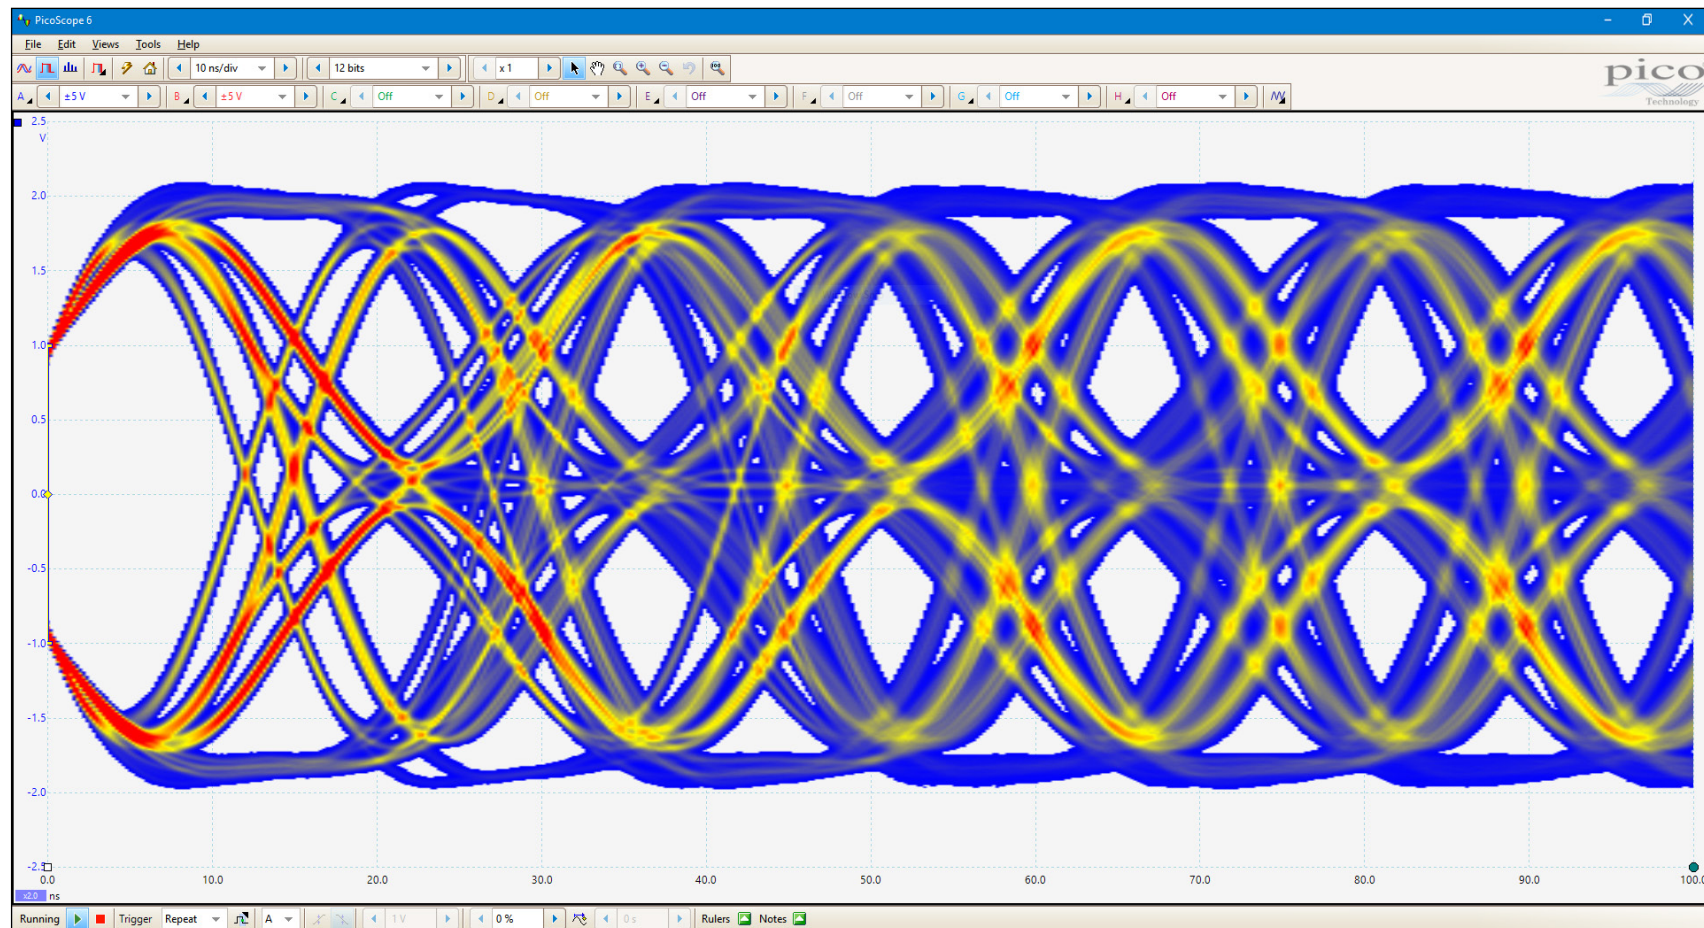 PicoScope 6
File Edit Views Tools Help
10 ns/div 12 bits x 1
A ±5 V B ±5 V C Off D Off E Off F Off G Off H Off
pico
Technology
2.5
V
2.0
1.5
1.0
0.5
0.0
-0.5
-1.0
-1.5
-2.0
-2.5
0.0 10.0 20.0 30.0 40.0 50.0 60.0 70.0 80.0 90.0 100.0
x2.0 ns
Running Trigger Repeat A 1 V 0 % 0 s Rulers Notes